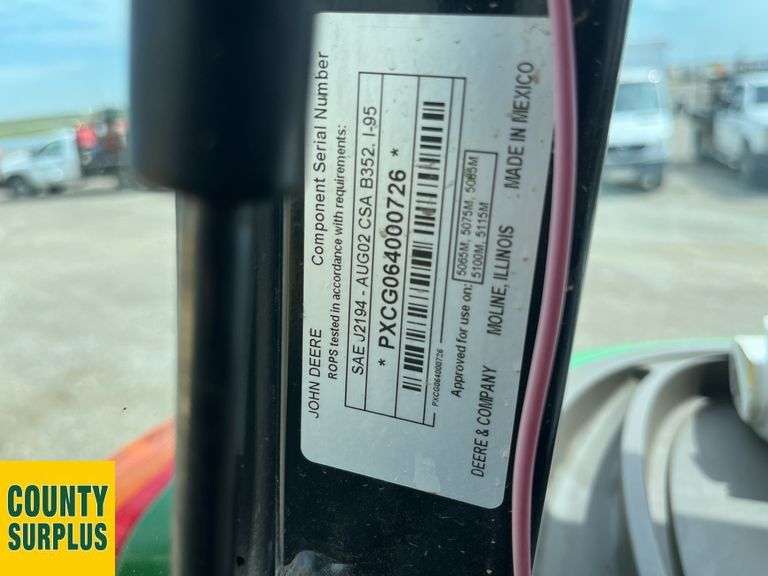 JOHN DEERE Component Serial Number
ROPS tested in accordance with requirements:
SAE J2194 - AUG02 CSA B352. I-95
* PXCG064000726 *
PXCG064000726
Approved for use on:
5065M, 5075M, 5085M
5100M, 5115M
DEERE & COMPANY MOLINE, ILLINOIS MADE IN MEXICO
COUNTY
SURPLUS